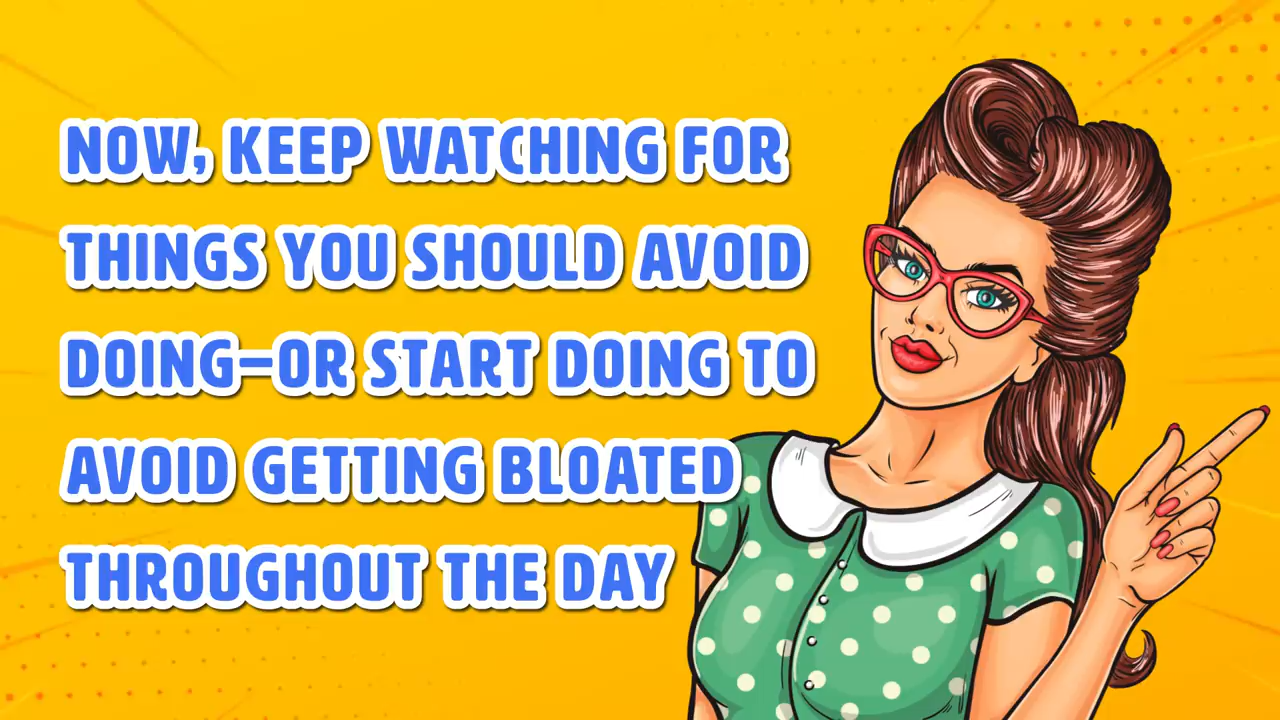 NOW, KEEP WATCHING FOR
THINGS YOU SHOULD AVOID
DOING–OR START DOING TO
AVOID GETTING BLOATED
THROUGHOUT THE DAY